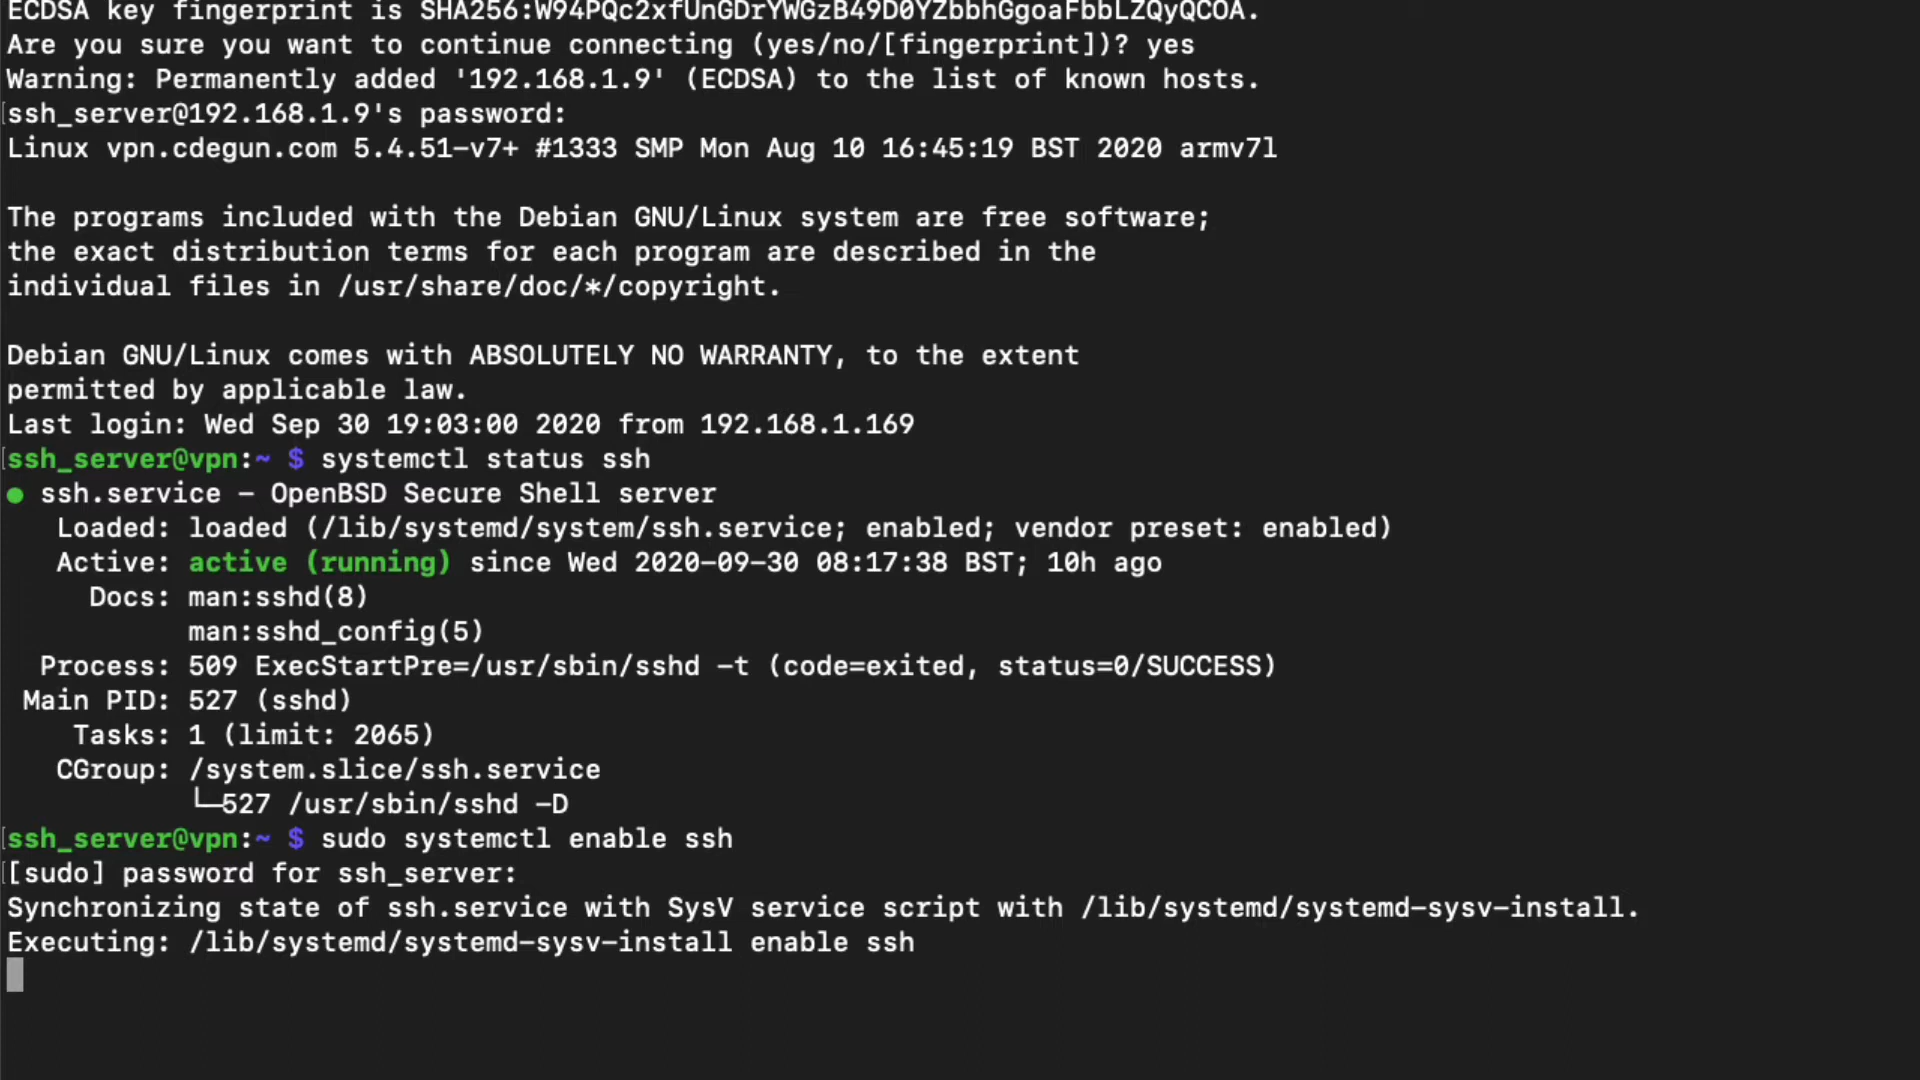 ECDSA key fingerprint is SHA256:W94PQc2xfUnGDrYWGzB49D0YZbbhGgoaFbbLZQyQCOA.
Are you sure you want to continue connecting (yes/no/[fingerprint])? yes
Warning: Permanently added '192.168.1.9' (ECDSA) to the list of known hosts.
ssh_server@192.168.1.9's password:
Linux vpn.cdegun.com 5.4.51-v7+ #1333 SMP Mon Aug 10 16:45:19 BST 2020 armv7l
The programs included with the Debian GNU/Linux system are free software;
the exact distribution terms for each program are described in the
individual files in /usr/share/doc/*/copyright.
Debian GNU/Linux comes with ABSOLUTELY NO WARRANTY, to the extent
permitted by applicable law.
Last login: Wed Sep 30 19:03:00 2020 from 192.168.1.169
ssh_server@vpn:~ $ systemctl status ssh
● ssh.service - OpenBSD Secure Shell server
Loaded: loaded (/lib/systemd/system/ssh.service; enabled; vendor preset: enabled)
Active: active (running) since Wed 2020-09-30 08:17:38 BST; 10h ago
Docs: man:sshd(8)
man:sshd_config(5)
Process: 509 ExecStartPre=/usr/sbin/sshd -t (code=exited, status=0/SUCCESS)
Main PID: 527 (sshd)
Tasks: 1 (limit: 2065)
CGroup: /system.slice/ssh.service
└─527 /usr/sbin/sshd -D
ssh_server@vpn:~ $ sudo systemctl enable ssh
[sudo] password for ssh_server:
Synchronizing state of ssh.service with SysV service script with /lib/systemd/systemd-sysv-install.
Executing: /lib/systemd/systemd-sysv-install enable ssh